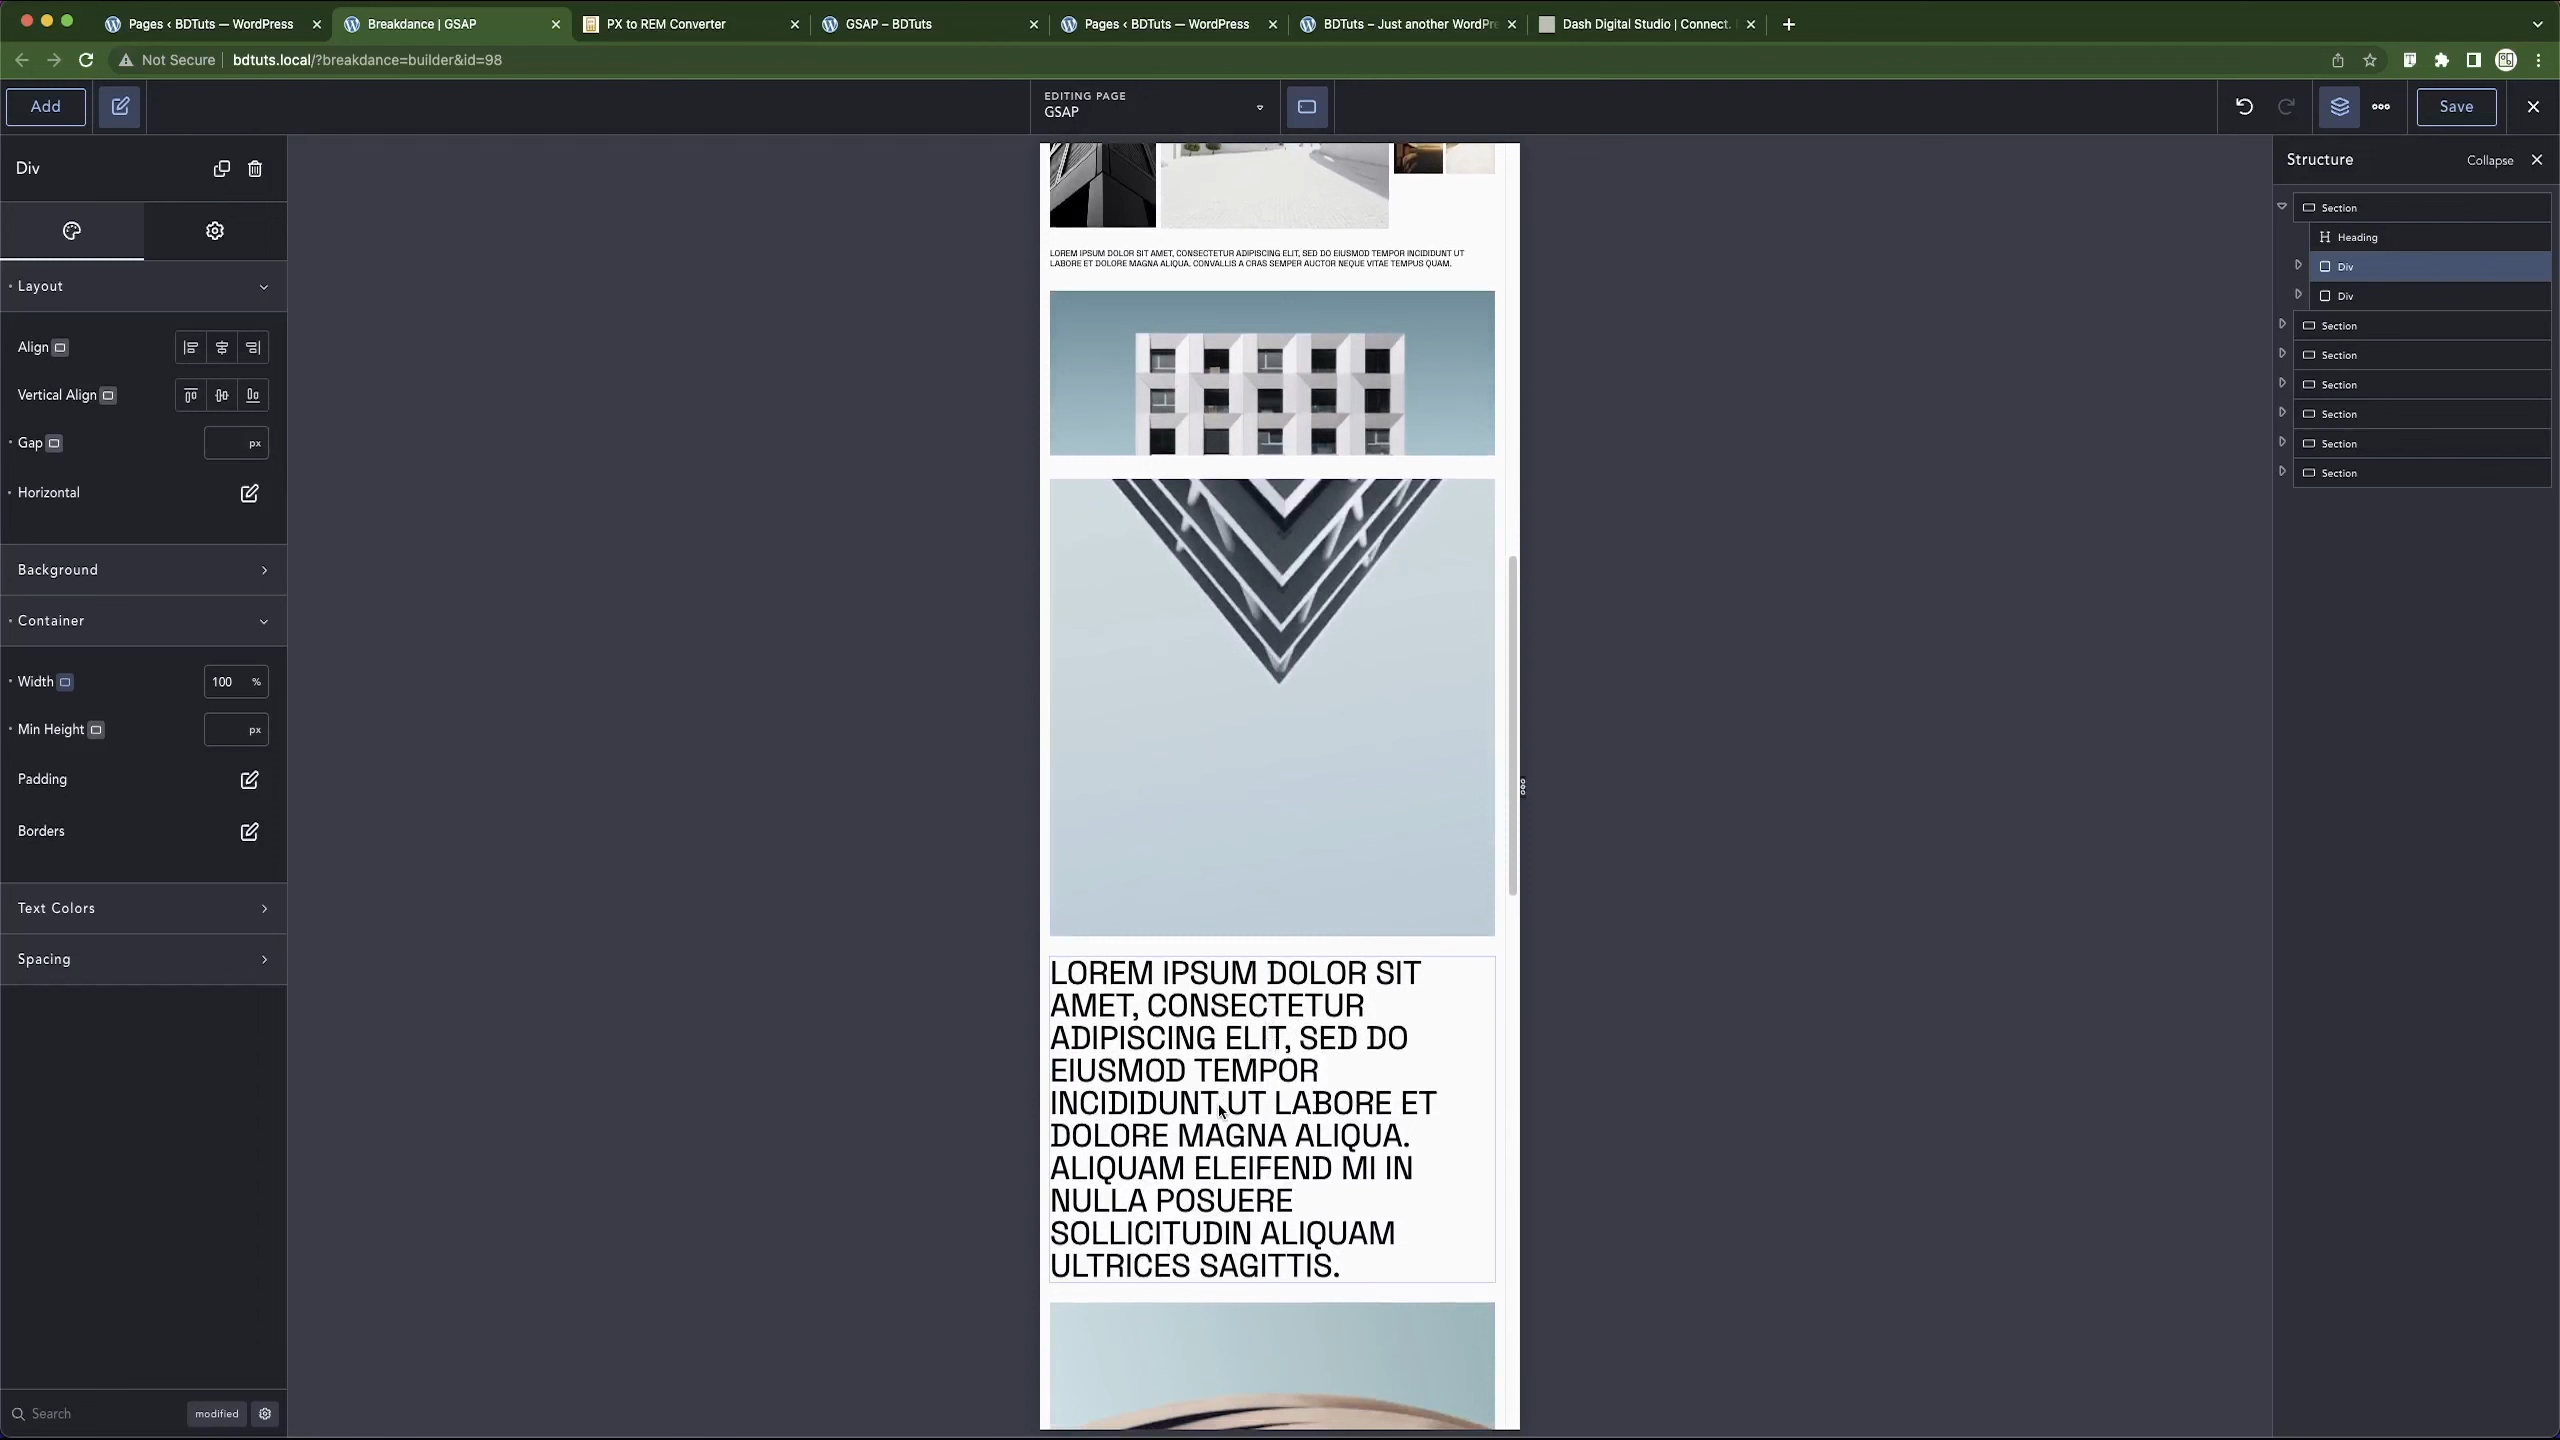 Pages ‹ BDTuts — WordPress
Breakdance | GSAP
PX to REM Converter
GSAP – BDTuts
Pages ‹ BDTuts — WordPress
BDTuts – Just another WordPre
Dash Digital Studio | Connect.
Not Secure
bdtuts.local/?breakdance=builder&id=98
Add
EDITING PAGE
GSAP
Save
Div
Structure
Collapse
Section
Heading
Div
Div
Section
Section
Section
Section
Section
Section
Layout
Align
Vertical Align
Gap
px
Horizontal
Background
Container
Width
100 %
Min Height
px
Padding
Borders
Text Colors
Spacing
Search
modified
LOREM IPSUM DOLOR SIT AMET, CONSECTETUR ADIPISCING ELIT, SED DO EIUSMOD TEMPOR INCIDIDUNT UT
LABORE ET DOLORE MAGNA ALIQUA. CONVALLIS A CRAS SEMPER AUCTOR NEQUE VITAE TEMPUS QUAM.
LOREM IPSUM DOLOR SIT
AMET, CONSECTETUR
ADIPISCING ELIT, SED DO
EIUSMOD TEMPOR
INCIDIDUNT UT LABORE ET
DOLORE MAGNA ALIQUA.
ALIQUAM ELEIFEND MI IN
NULLA POSUERE
SOLLICITUDIN ALIQUAM
ULTRICES SAGITTIS.